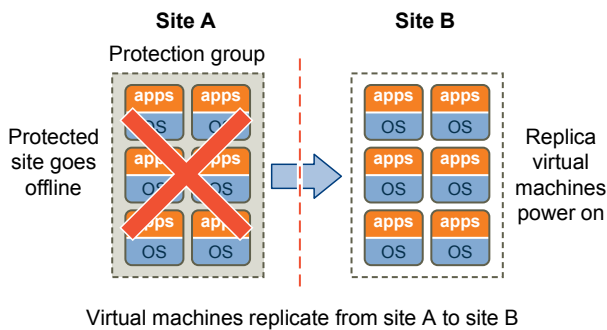 Site A
Site B
Protection group
Protected
site goes
offline
apps apps
OS OS
apps apps
OS OS
apps apps
OS OS
apps apps
OS OS
apps apps
OS OS
apps apps
OS OS
Replica
virtual
machines
power on
Virtual machines replicate from site A to site B